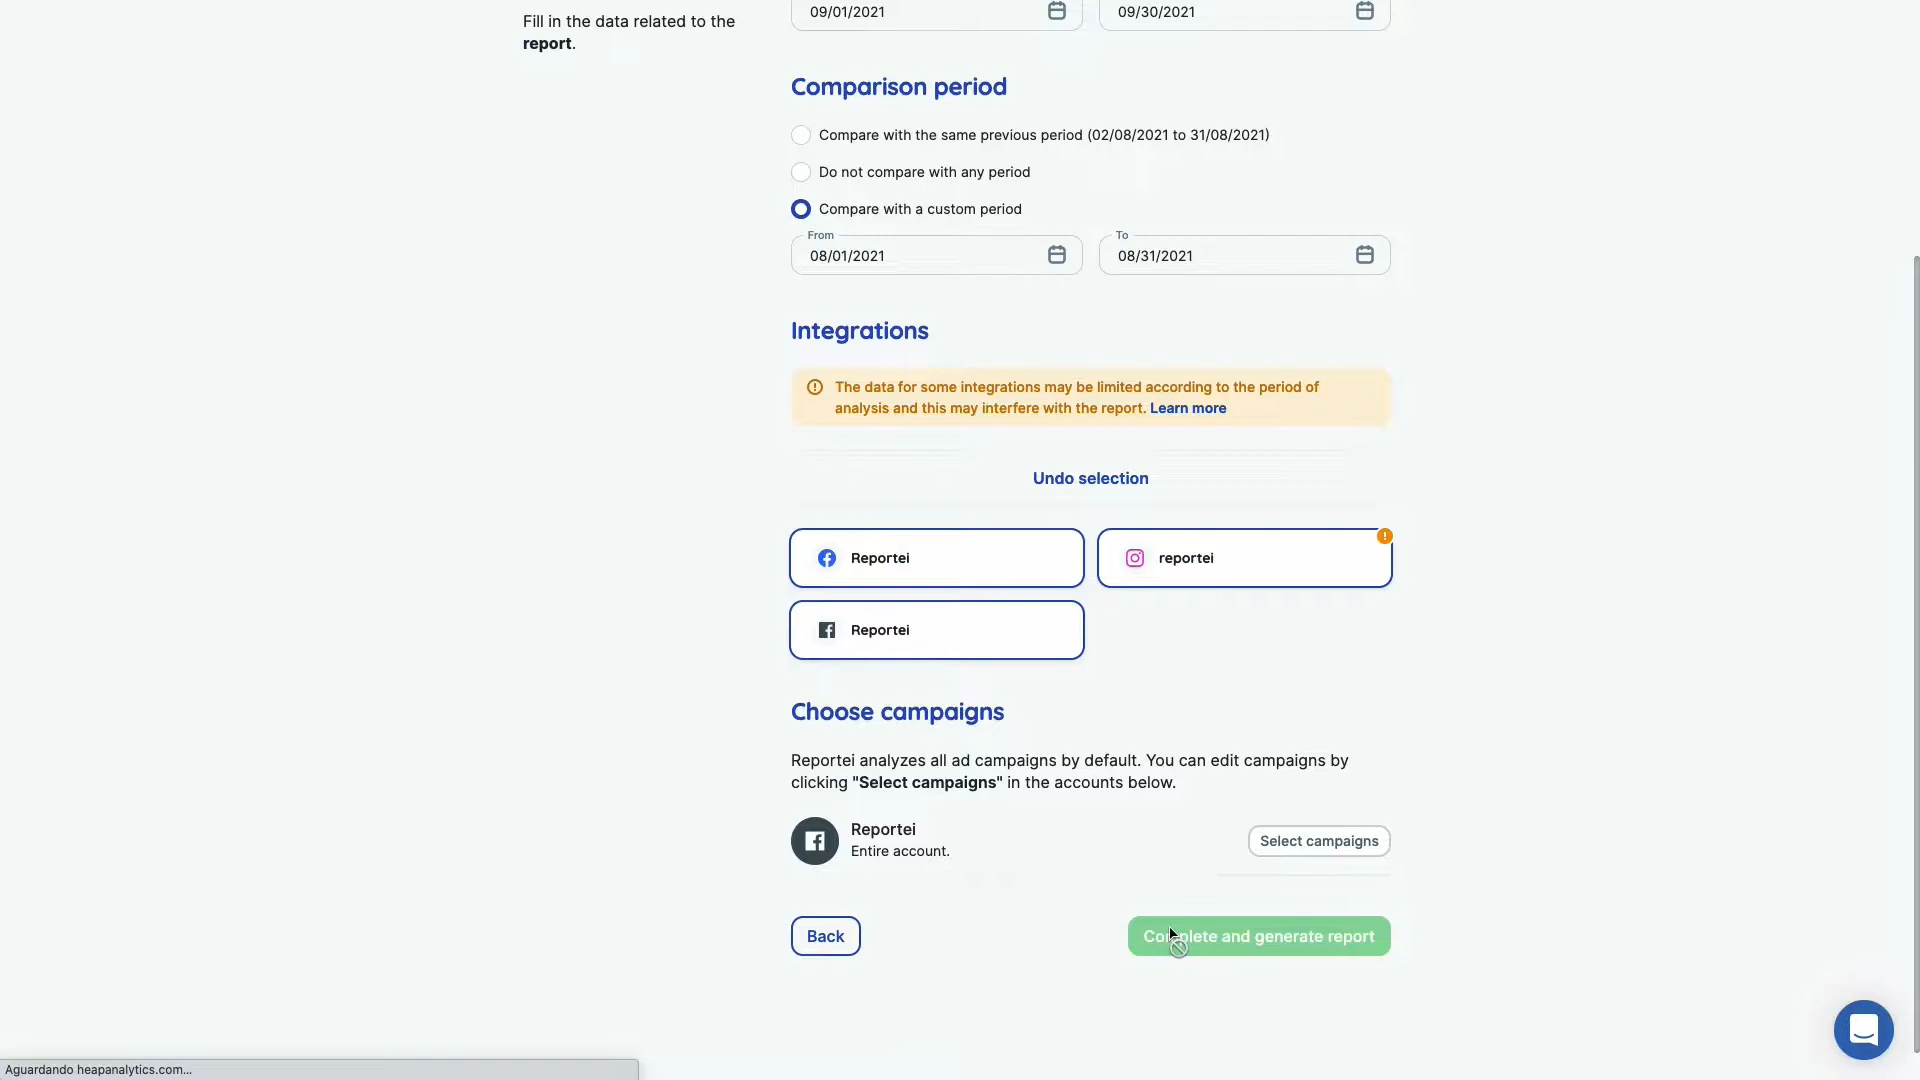 Fill in the data related to the
report.
09/01/2021
09/30/2021
Comparison period
Compare with the same previous period (02/08/2021 to 31/08/2021)
Do not compare with any period
Compare with a custom period
From
08/01/2021
To
08/31/2021
Integrations
The data for some integrations may be limited according to the period of
analysis and this may interfere with the report. Learn more
Undo selection
Reportei
reportei
Reportei
Choose campaigns
Reportei analyzes all ad campaigns by default. You can edit campaigns by
clicking "Select campaigns" in the accounts below.
Reportei
Entire account.
Select campaigns
Back
Complete and generate report
Aguardando heapanalytics.com...